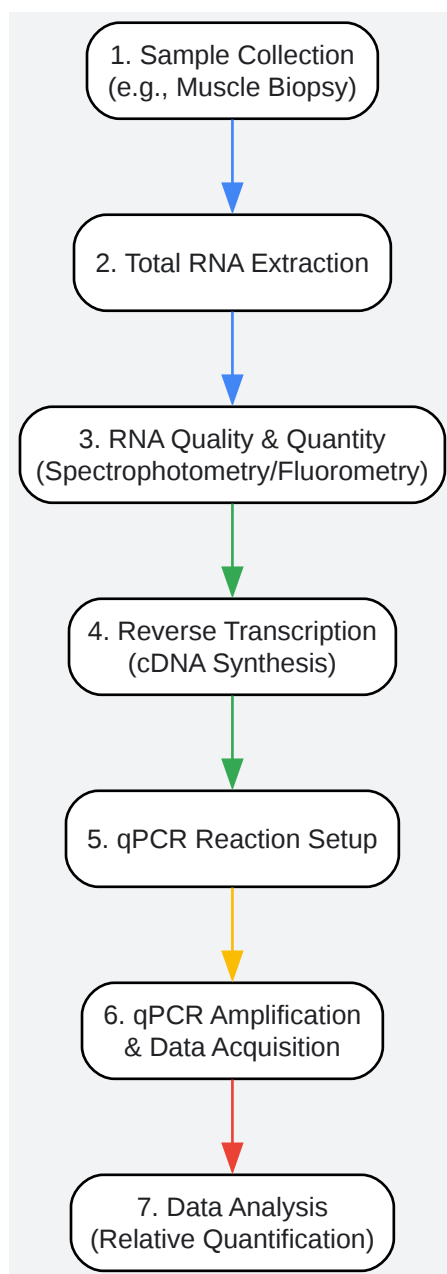 1. Sample Collection
(e.g., Muscle Biopsy)
2. Total RNA Extraction
3. RNA Quality & Quantity
(Spectrophotometry/Fluorometry)
4. Reverse Transcription
(cDNA Synthesis)
5. qPCR Reaction Setup
6. qPCR Amplification
& Data Acquisition
7. Data Analysis
(Relative Quantification)